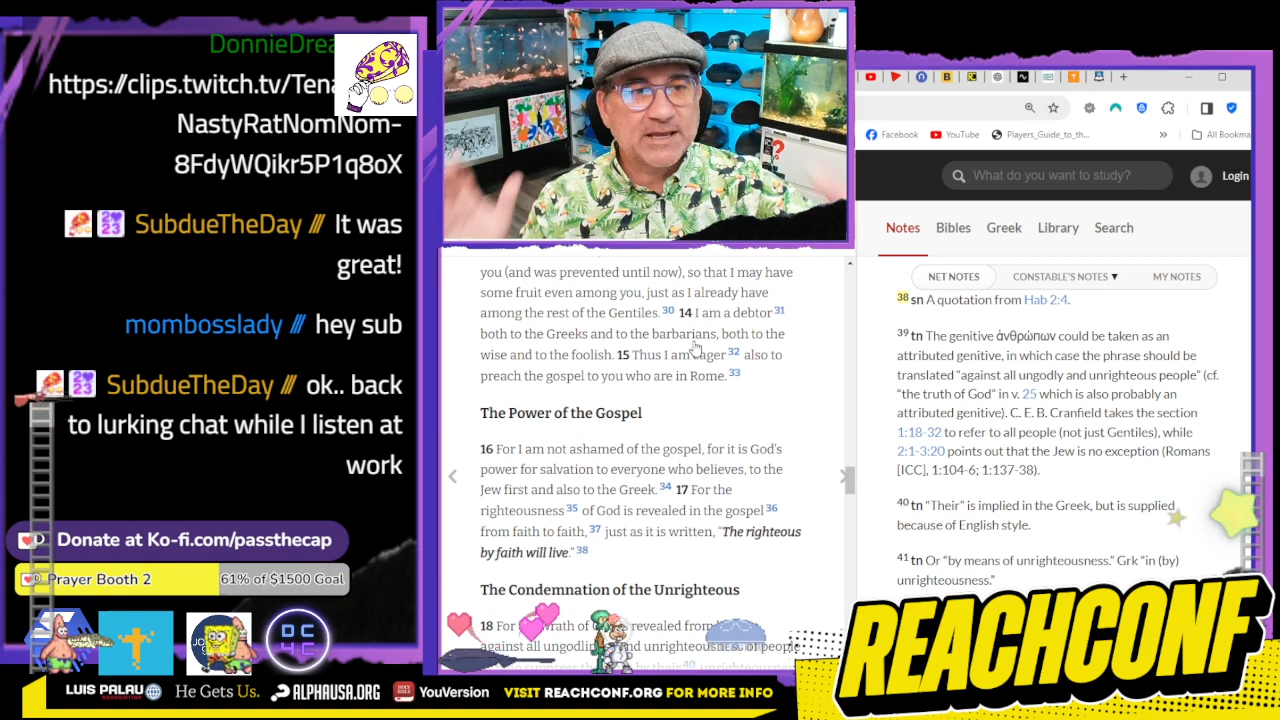 DonnieDrea
https://clips.twitch.tv/Tena
NastyRatNomNom-
8FdyWQikr5P1q8oX
SubdueTheDay /// It was
great!
mombosslady /// hey sub
SubdueTheDay /// ok.. back
to lurking chat while I listen at
work
Donate at Ko-fi.com/passthecap
Prayer Booth 2
61% of $1500 Goal
you (and was prevented until now), so that I may have
some fruit even among you, just as I already have
among the rest of the Gentiles. 30 14 I am a debtor 31
both to the Greeks and to the barbarians, both to the
wise and to the foolish. 15 Thus I am eager 32 also to
preach the gospel to you who are in Rome. 33
The Power of the Gospel
16 For I am not ashamed of the gospel, for it is God's
power for salvation to everyone who believes, to the
Jew first and also to the Greek. 34 17 For the
righteousness 35 of God is revealed in the gospel 36
from faith to faith, 37 just as it is written, "The righteous
by faith will live." 38
The Condemnation of the Unrighteous
18 For wrath of revealed from
against all ungodlin and unrighteousness of people
Facebook
YouTube
Players_Guide_to_th...
»
All Bookma
What do you want to study?
Login
Notes
Bibles
Greek
Library
Search
NET NOTES
CONSTABLE'S NOTES
MY NOTES
38 sn A quotation from Hab 2:4.
39 tn The genitive ἀνθρώπων could be taken as an
attributed genitive, in which case the phrase should be
translated "against all ungodly and unrighteous people" (cf.
"the truth of God" in v. 25 which is also probably an
attributed genitive). C. E. B. Cranfield takes the section
1:18-32 to refer to all people (not just Gentiles), while
2:1-3:20 points out that the Jew is no exception (Romans
[ICC], 1:104-6; 1:137-38).
40 tn "Their" is implied in the Greek, but is supplied
because of English style.
41 tn Or "by means of unrighteousness." Grk "in (by)
unrighteousness."
REACHCONF
LUIS PALAU
He Gets Us.
ALPHAUSA.ORG
HOLY BIBLE
YouVersion
VISIT REACHCONF.ORG FOR MORE INFO